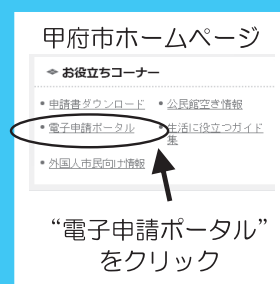 甲府市ホームページ
お役立ちコーナー
申請書ダウンロード ・公民館空き情報
電子申請ポータル ・生活に役立つガイド集
外国人市民向け情報
“電子申請ポータル”
をクリック